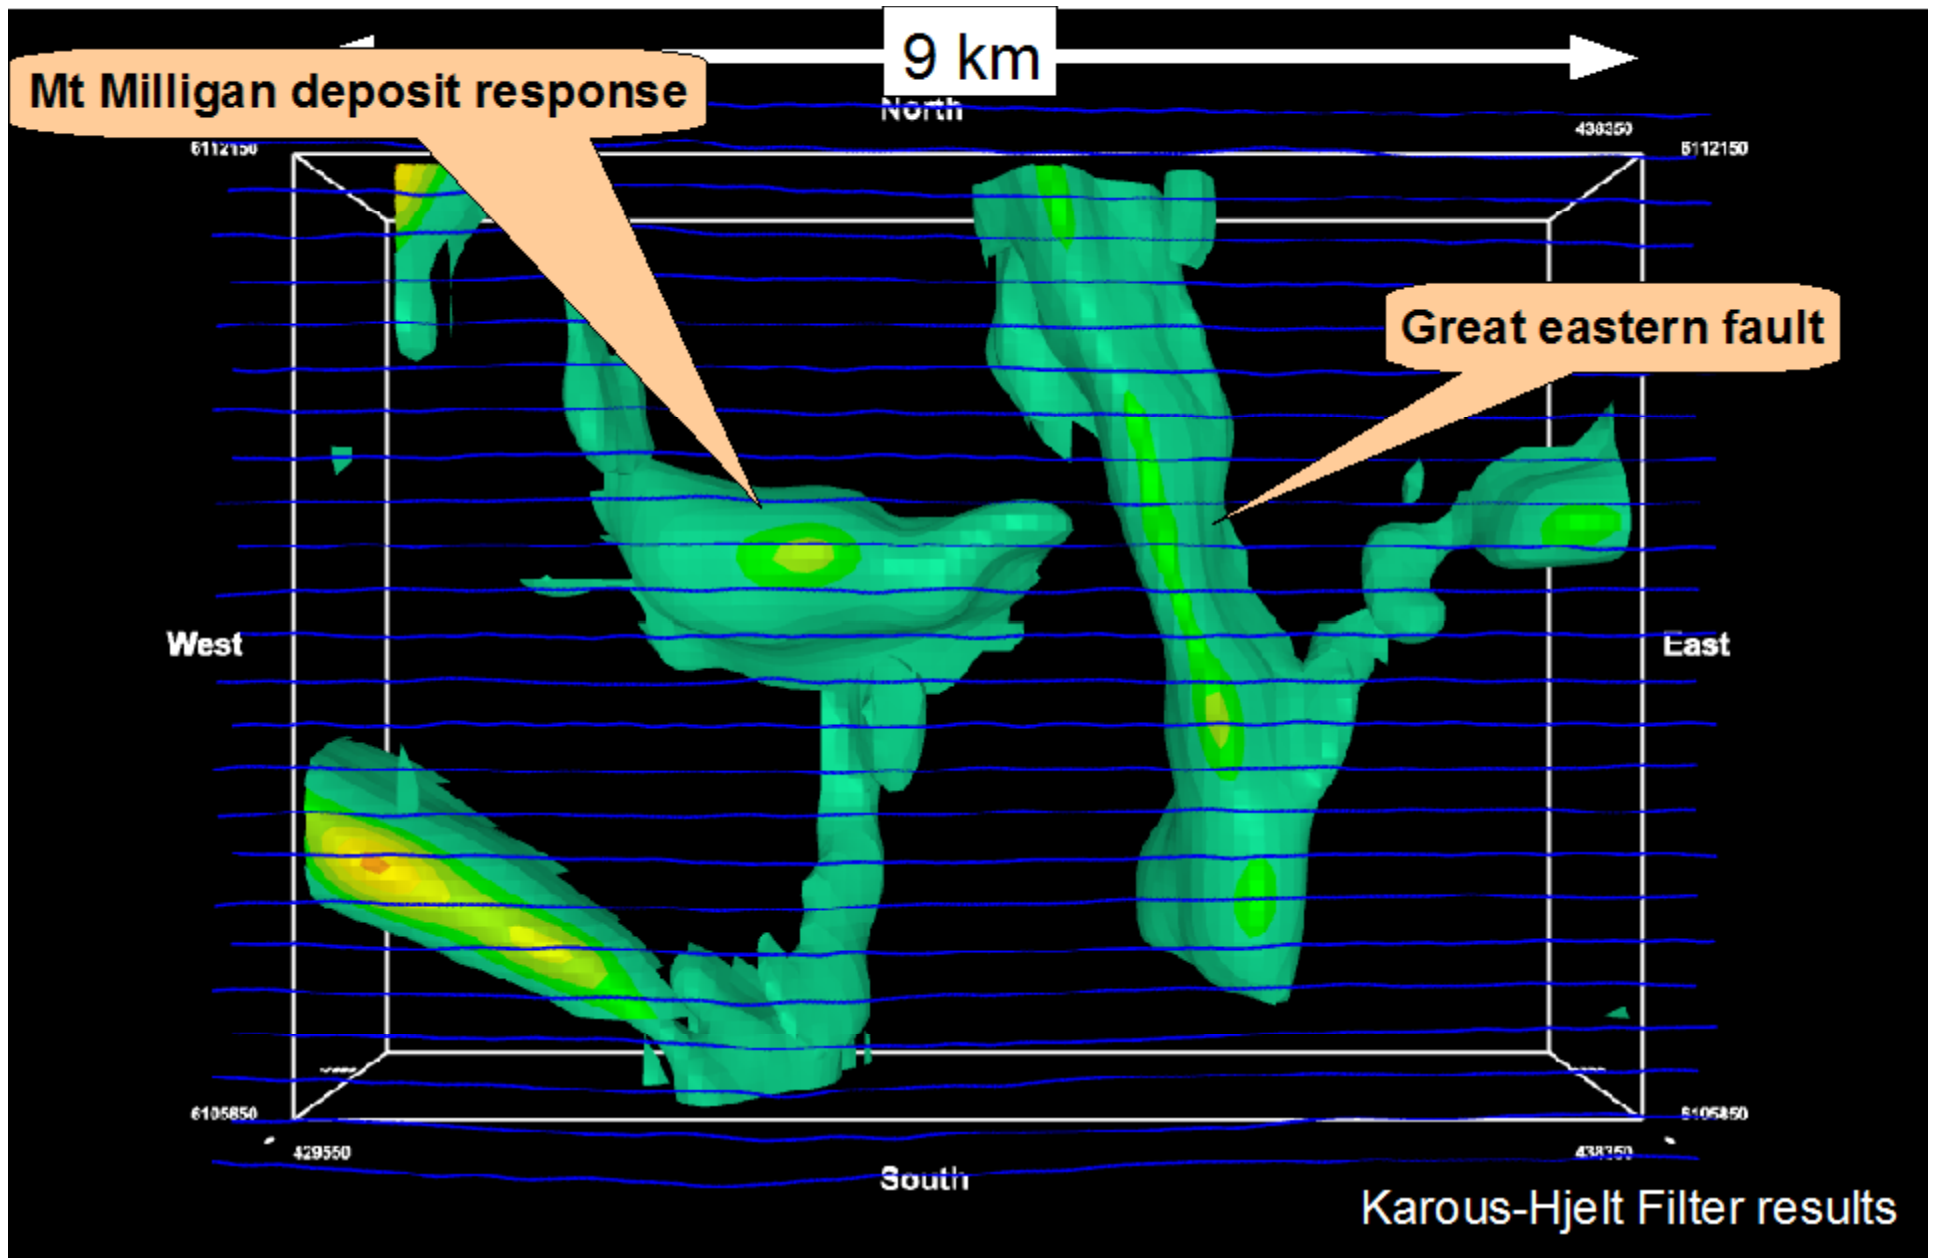 9 km
Mt Milligan deposit response
North
438350
6112150
6112150
Great eastern fault
West
East
6105850
6105850
429550
438350
South
Karous-Hjelt Filter results